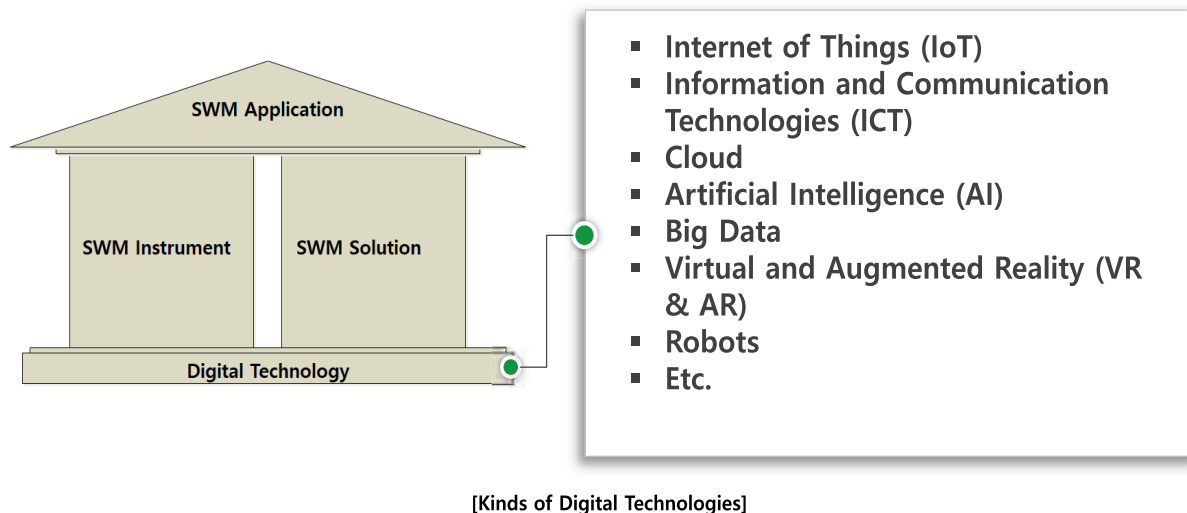 SWM Application
SWM Instrument
SWM Solution
Digital Technology
▪ Internet of Things (IoT)
▪ Information and Communication
Technologies (ICT)
▪ Cloud
▪ Artificial Intelligence (AI)
▪ Big Data
▪ Virtual and Augmented Reality (VR
& AR)
▪ Robots
▪ Etc.
[Kinds of Digital Technologies]